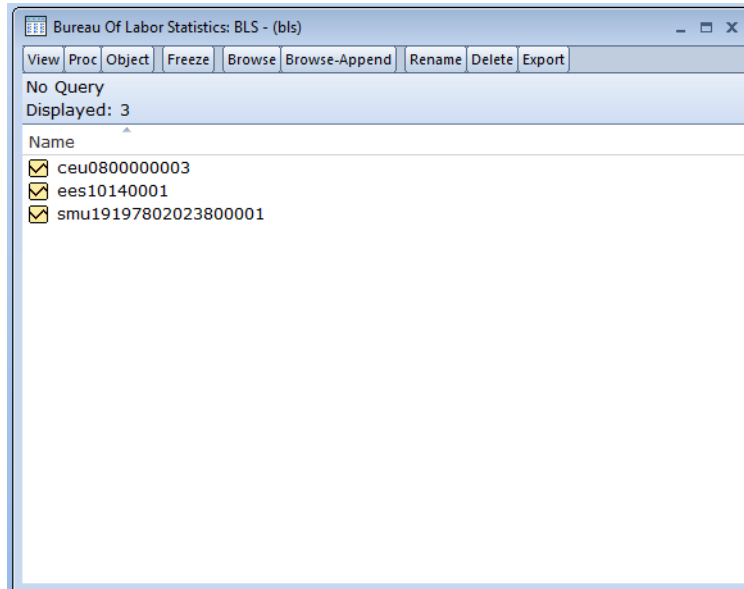 Bureau Of Labor Statistics: BLS - (bls)
View Proc Object Freeze Browse Browse-Append Rename Delete Export
No Query
Displayed: 3
Name
ceu0800000003
ees10140001
smu19197802023800001